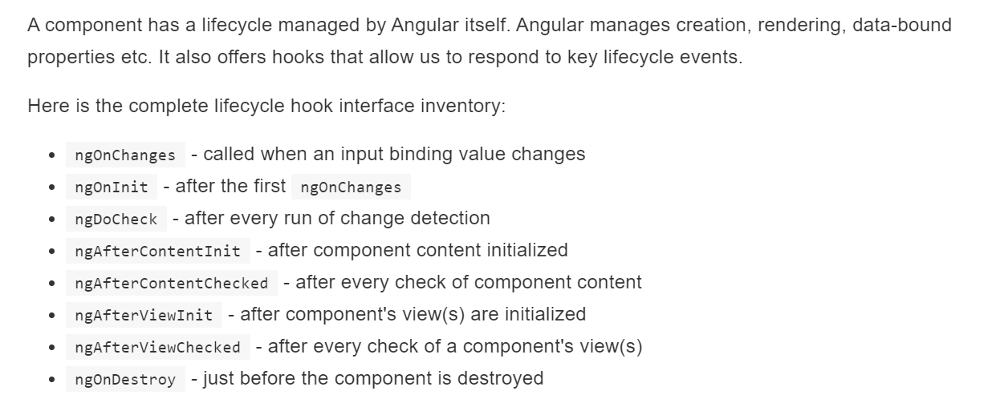 A component has a lifecycle managed by Angular itself. Angular manages creation, rendering, data-bound
properties etc. It also offers hooks that allow us to respond to key lifecycle events.
Here is the complete lifecycle hook interface inventory:
• ngOnChanges - called when an input binding value changes
• ngOnInit - after the first ngOnChanges
• ngDoCheck - after every run of change detection
• ngAfterContentInit - after component content initialized
• ngAfterContentChecked - after every check of component content
• ngAfterViewInit - after component's view(s) are initialized
• ngAfterViewChecked - after every check of a component's view(s)
• ngOnDestroy - just before the component is destroyed